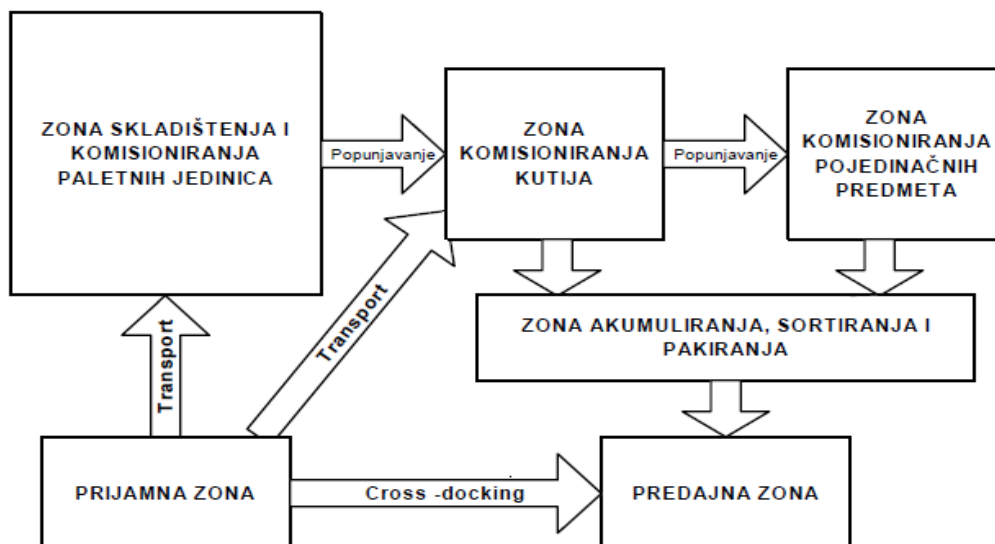 ZONA SKLADIŠTENJA I
KOMISIONIRANJA
PALETNIH JEDINICA
Popunjavanje
ZONA
KOMISIONIRANJA
KUTIJA
Popunjavanje
ZONA
KOMISIONIRANJA
POJEDINAČNIH
PREDMETA
Transport
Transport
ZONA AKUMULIRANJA, SORTIRANJA I
PAKIRANJA
PRIJAMNA ZONA
Cross -docking
PREDAJNA ZONA